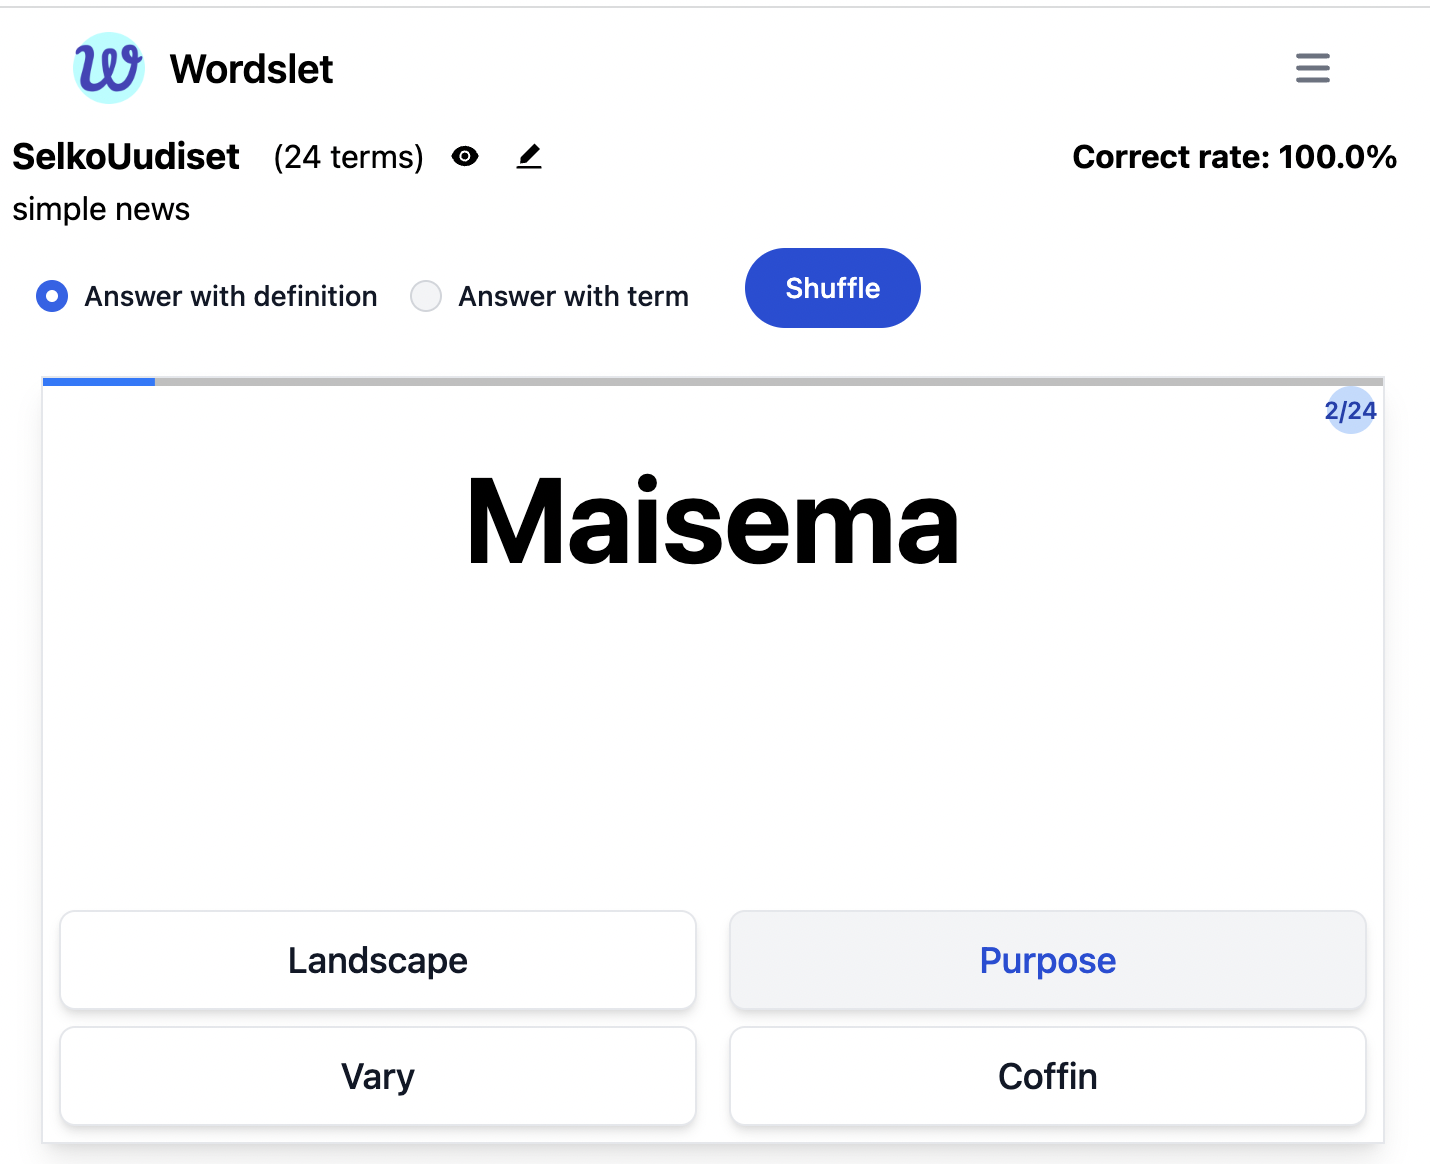 Wordslet
SelkoUudiset (24 terms) Correct rate: 100.0%
simple news
Answer with definition Answer with term Shuffle
2/24
Maisema
Landscape Purpose
Vary Coffin